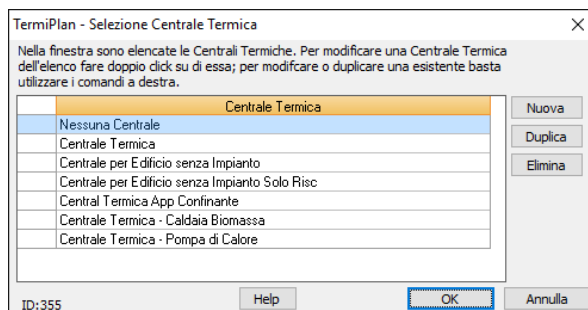 TermiPlan - Selezione Centrale Termica
Nella finestra sono elencate le Centrali Termiche. Per modificare una Centrale Termica
dell'elenco fare doppio click su di essa; per modifcare o duplicare una esistente basta
utilizzare i comandi a destra.
Centrale Termica
Nessuna Centrale
Centrale Termica
Centrale per Edificio senza Impianto
Centrale per Edificio senza Impianto Solo Risc
Central Termica App Confinante
Centrale Termica - Caldaia Biomassa
Centrale Termica - Pompa di Calore
Nuova
Duplica
Elimina
ID:355
Help
OK
Annulla